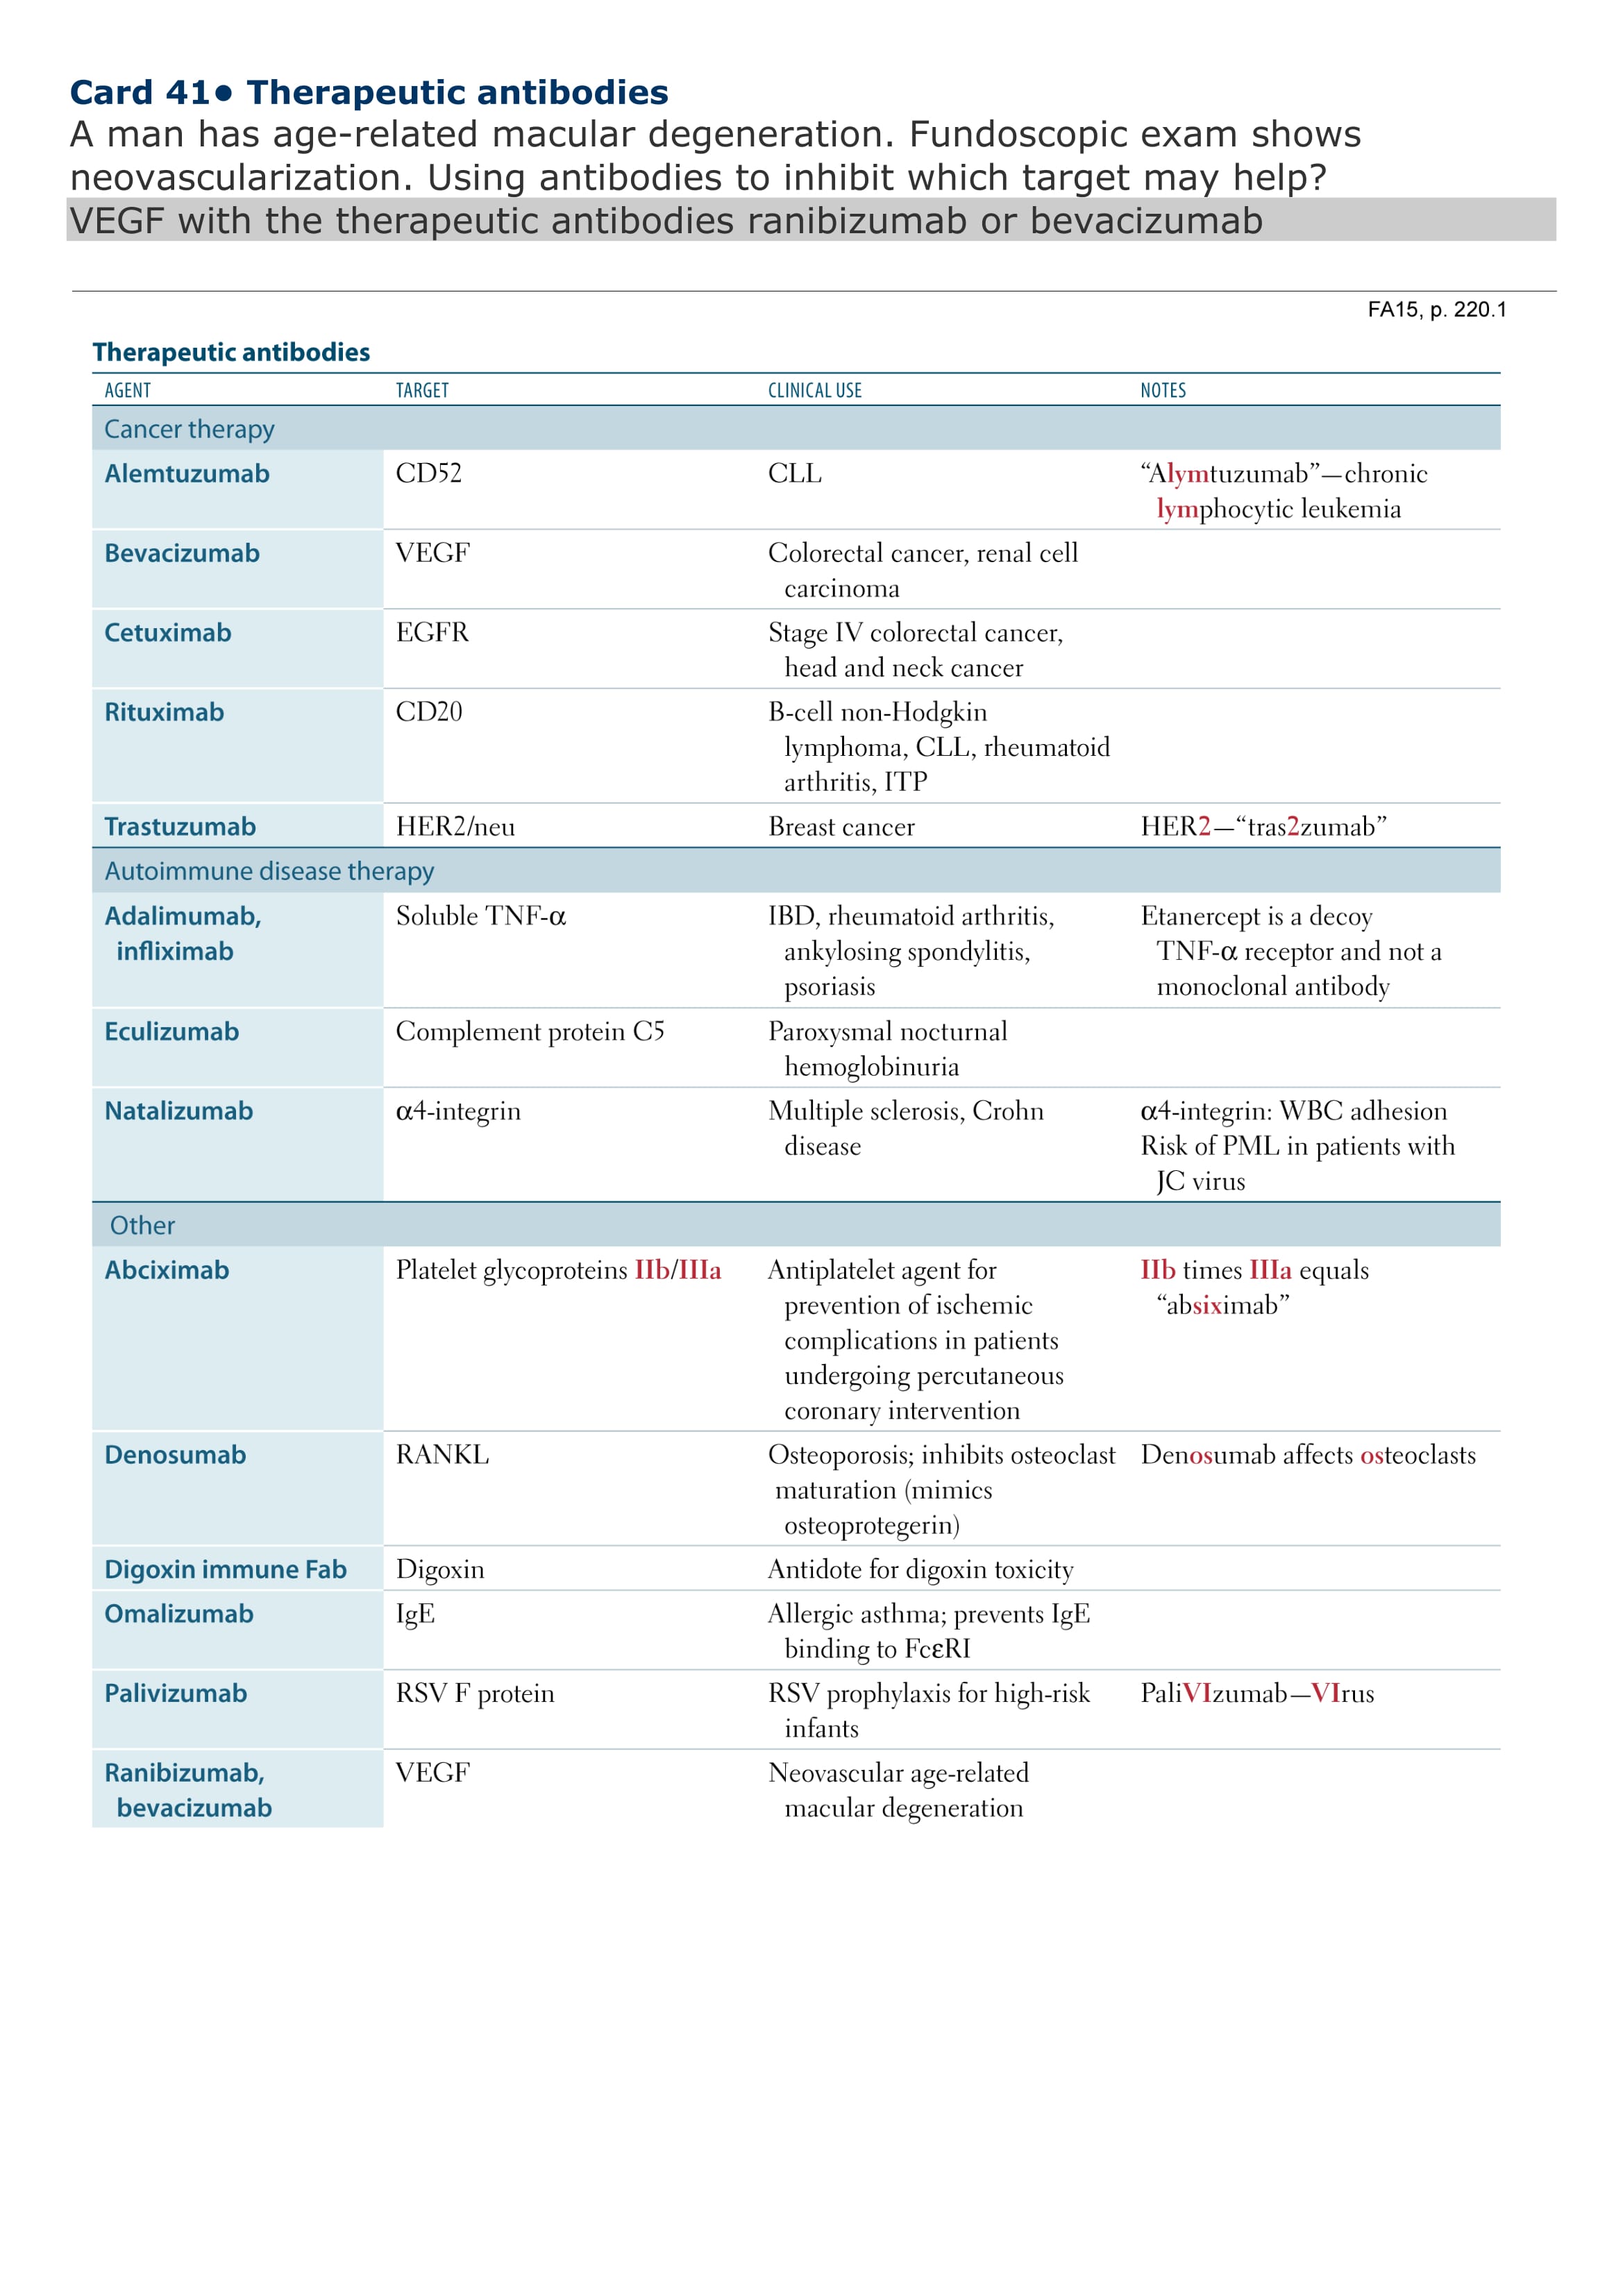 Card 41● Therapeutic antibodies
A man has age-related macular degeneration. Fundoscopic exam shows
neovascularization. Using antibodies to inhibit which target may help?
VEGF with the therapeutic antibodies ranibizumab or bevacizumab
FA15, p. 220.1
Therapeutic antibodies
AGENT TARGET CLINICAL USE NOTES
Cancer therapy
Alemtuzumab CD52 CLL “Alymtuzumab”—chronic
lymphocytic leukemia
Bevacizumab VEGF Colorectal cancer, renal cell
carcinoma
Cetuximab EGFR Stage IV colorectal cancer,
head and neck cancer
Rituximab CD20 B-cell non-Hodgkin
lymphoma, CLL, rheumatoid
arthritis, ITP
Trastuzumab HER2/neu Breast cancer HER2—“tras2zumab”
Autoimmune disease therapy
Adalimumab, Soluble TNF-α IBD, rheumatoid arthritis, Etanercept is a decoy
infliximab ankylosing spondylitis, TNF-α receptor and not a
psoriasis monoclonal antibody
Eculizumab Complement protein C5 Paroxysmal nocturnal
hemoglobinuria
Natalizumab α4-integrin Multiple sclerosis, Crohn α4-integrin: WBC adhesion
disease Risk of PML in patients with
JC virus
Other
Abciximab Platelet glycoproteins IIb/IIIa Antiplatelet agent for IIb times IIIa equals
prevention of ischemic “absiximab”
complications in patients
undergoing percutaneous
coronary intervention
Denosumab RANKL Osteoporosis; inhibits osteoclast Denosumab affects osteoclasts
maturation (mimics
osteoprotegerin)
Digoxin immune Fab Digoxin Antidote for digoxin toxicity
Omalizumab IgE Allergic asthma; prevents IgE
binding to FcεRI
Palivizumab RSV F protein RSV prophylaxis for high-risk PaliVIzumab—VIrus
infants
Ranibizumab, VEGF Neovascular age-related
bevacizumab macular degeneration